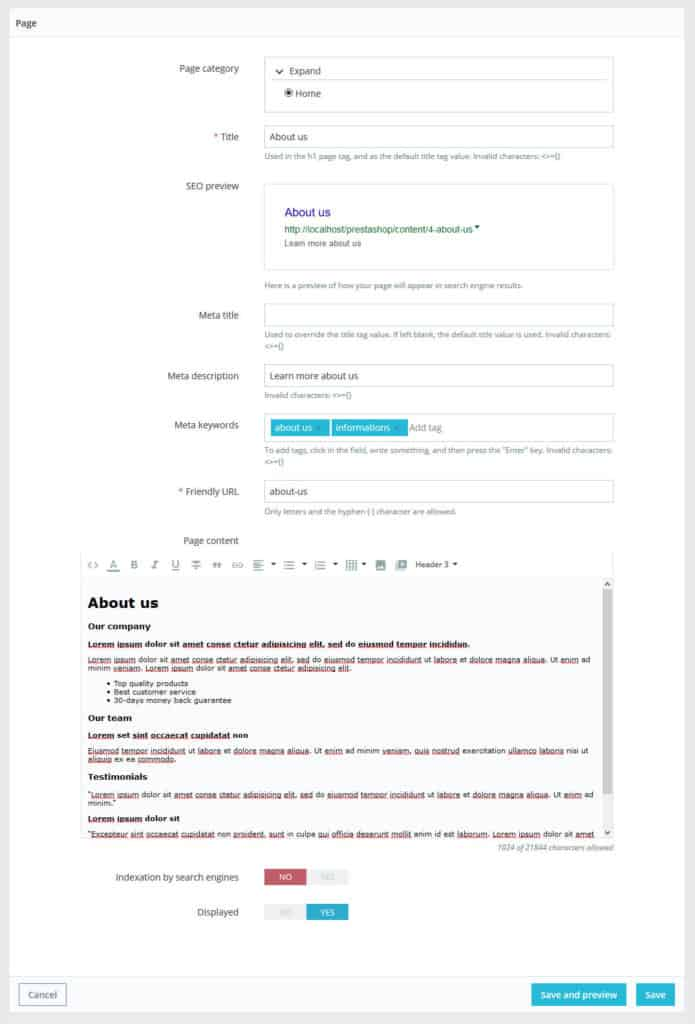 Page
Page category
Expand
Home
* Title
About us
Used in the h1 page tag, and as the default title tag value. Invalid characters: <>={}
SEO preview
About us
http://localhost/prestashop/content/4-about-us
Learn more about us
Here is a preview of how your page will appear in search engine results.
Meta title
Used to override the title tag value. If left blank, the default title value is used. Invalid characters:
<>={}
Meta description
Learn more about us
Invalid characters: <>={}
Meta keywords
about us × informations × Add tag
To add tags, click in the field, write something, and then press the "Enter" key. Invalid characters:
<>={}
* Friendly URL
about-us
Only letters and the hyphen (-) character are allowed.
Page content
<> A B I U Header 3
About us
Our company
Lorem ipsum dolor sit amet conse ctetur adipisicing elit, sed do eiusmod tempor incididun.
Lorem ipsum dolor sit amet conse ctetur adipisicing elit, sed do eiusmod tempor incididunt ut labore et dolore magna aliqua. Ut enim ad
minim veniam. Lorem ipsum dolor sit amet conse ctetur adipisicing elit.
• Top quality products
• Best customer service
• 30-days money back guarantee
Our team
Lorem set sint occaecat cupidatat non
Eiusmod tempor incididunt ut labore et dolore magna aliqua. Ut enim ad minim veniam, quis nostrud exercitation ullamco laboris nisi ut
aliquip ex ea commodo.
Testimonials
"Lorem ipsum dolor sit amet conse ctetur adipisicing elit, sed do eiusmod tempor incididunt ut labore et dolore magna aliqua. Ut enim ad
minim."
Lorem ipsum dolor sit
"Excepteur sint occaecat cupidatat non proident, sunt in culpa qui officia deserunt mollit anim id est laborum. Lorem ipsum dolor sit amet
1024 of 21844 characters allowed
Indexation by search engines
NO YES
Displayed
NO YES
Cancel
Save and preview
Save